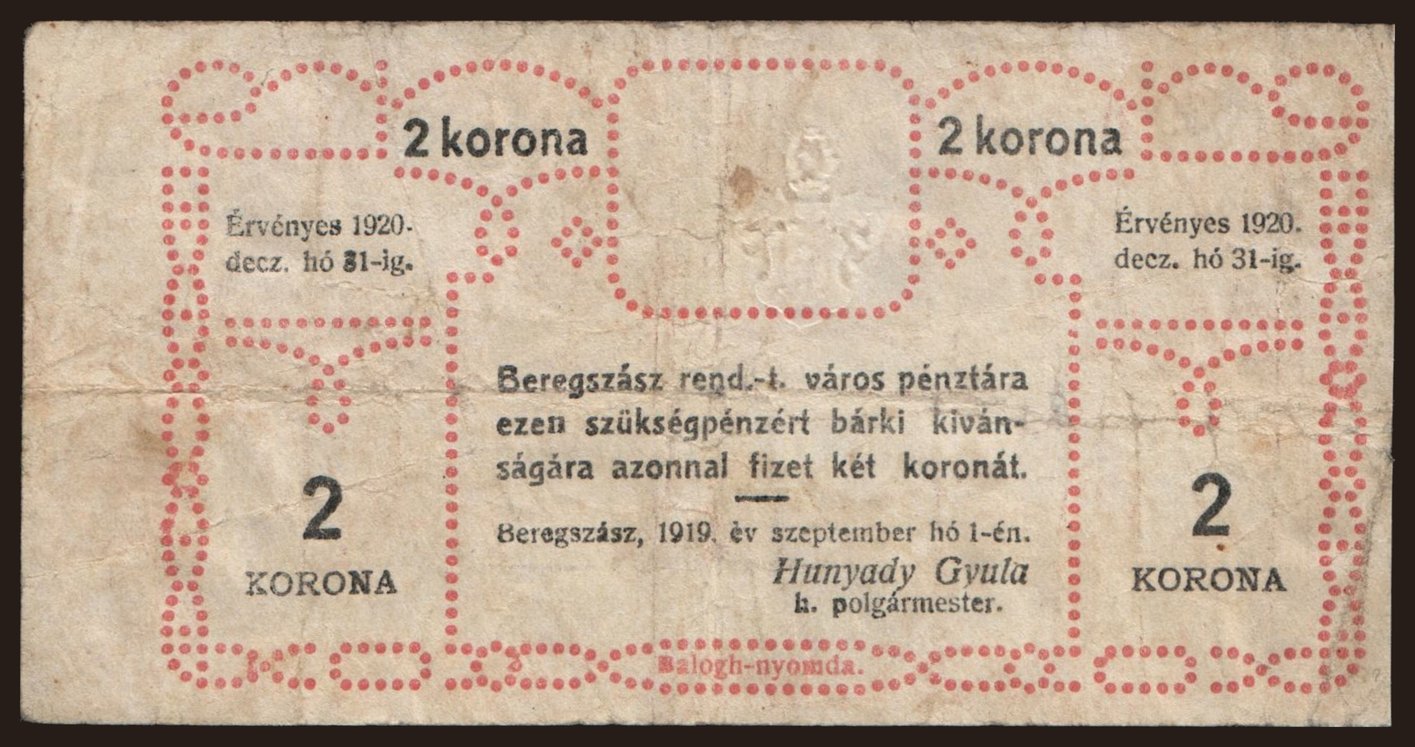 2 korona
2 korona
Érvényes 1920.
decz. hó 31-ig.
Érvényes 1920.
decz. hó 31-ig.
Beregszász rend.-t. város pénztára
ezen szükségpénzért bárki kiván-
ságára azonnal fizet két koronát.
Beregszász, 1919. èv szeptember hó 1-én.
Hunyady Gyula
h. polgármester.
2
KORONA
2
KORONA
Balogh-nyomda.